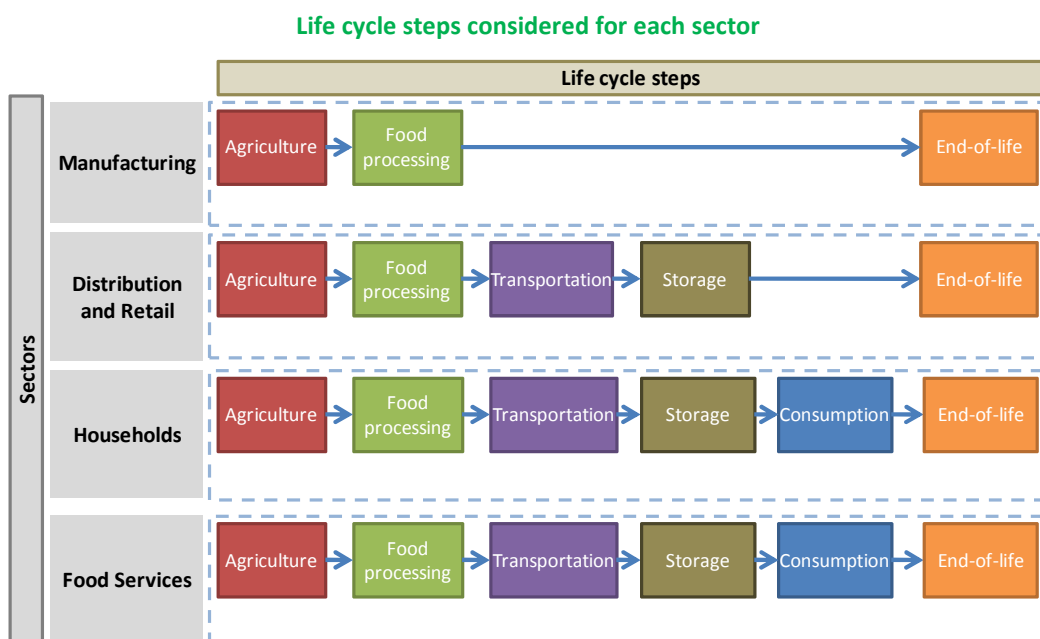 Life cycle steps considered for each sector
Life cycle steps
Sectors
Manufacturing
Agriculture
Food
processing
End-of-life
Distribution
and Retail
Agriculture
Food
processing
Transportation
Storage
End-of-life
Households
Agriculture
Food
processing
Transportation
Storage
Consumption
End-of-life
Food Services
Agriculture
Food
processing
Transportation
Storage
Consumption
End-of-life